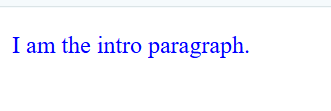 I am the intro paragraph.